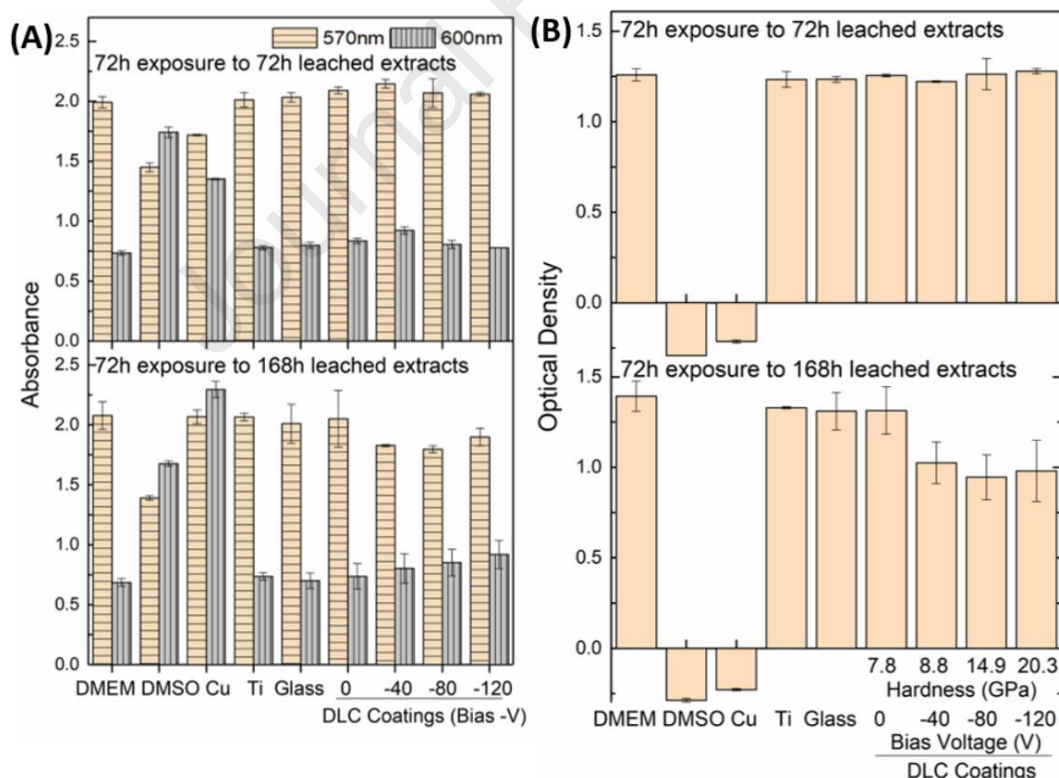 (A)
570nm 600nm
72h exposure to 72h leached extracts
2.5
2.0
1.5
1.0
0.5
0.0
Absorbance
72h exposure to 168h leached extracts
2.5
2.0
1.5
1.0
0.5
0.0
DMEM DMSO Cu Ti Glass 0 -40 -80 -120
DLC Coatings (Bias -V)
(B)
72h exposure to 72h leached extracts
1.5
1.0
0.5
0.0
Optical Density
72h exposure to 168h leached extracts
1.5
1.0
0.5
0.0
7.8 8.8 14.9 20.3
Hardness (GPa)
DMEM DMSO Cu Ti Glass 0 -40 -80 -120
Bias Voltage (V)
DLC Coatings
Journal